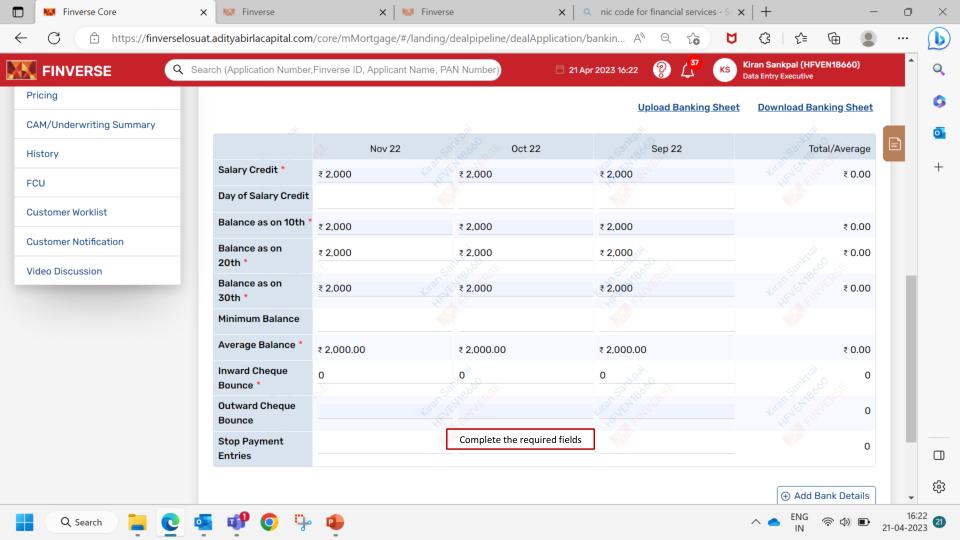 Finverse Core
Finverse
Finverse
nic code for financial services - S
https://finverselosuat.adityabirlacapital.com/core/mMortgage/#/landing/dealpipeline/dealApplication/bankin...
FINVERSE
Search (Application Number,Finverse ID, Applicant Name, PAN Number)
21 Apr 2023 16:22
37
KS
Kiran Sankpal (HFVEN18660)
Data Entry Executive
Pricing
CAM/Underwriting Summary
History
FCU
Customer Worklist
Customer Notification
Video Discussion
Upload Banking Sheet Download Banking Sheet
Nov 22 Oct 22 Sep 22 Total/Average
Salary Credit * ₹ 2,000 ₹ 2,000 ₹ 2,000 ₹ 0.00
Day of Salary Credit
Balance as on 10th * ₹ 2,000 ₹ 2,000 ₹ 2,000 ₹ 0.00
Balance as on
20th * ₹ 2,000 ₹ 2,000 ₹ 2,000 ₹ 0.00
Balance as on
30th * ₹ 2,000 ₹ 2,000 ₹ 2,000 ₹ 0.00
Minimum Balance
Average Balance * ₹ 2,000.00 ₹ 2,000.00 ₹ 2,000.00 ₹ 0.00
Inward Cheque
Bounce * 0 0 0 0
Outward Cheque
Bounce 0
Stop Payment
Entries 0
Complete the required fields
Add Bank Details
Kiran Sankpal
HFVEN18660
FINVERSE
Search
1
ENG
IN
16:22
21-04-2023
21